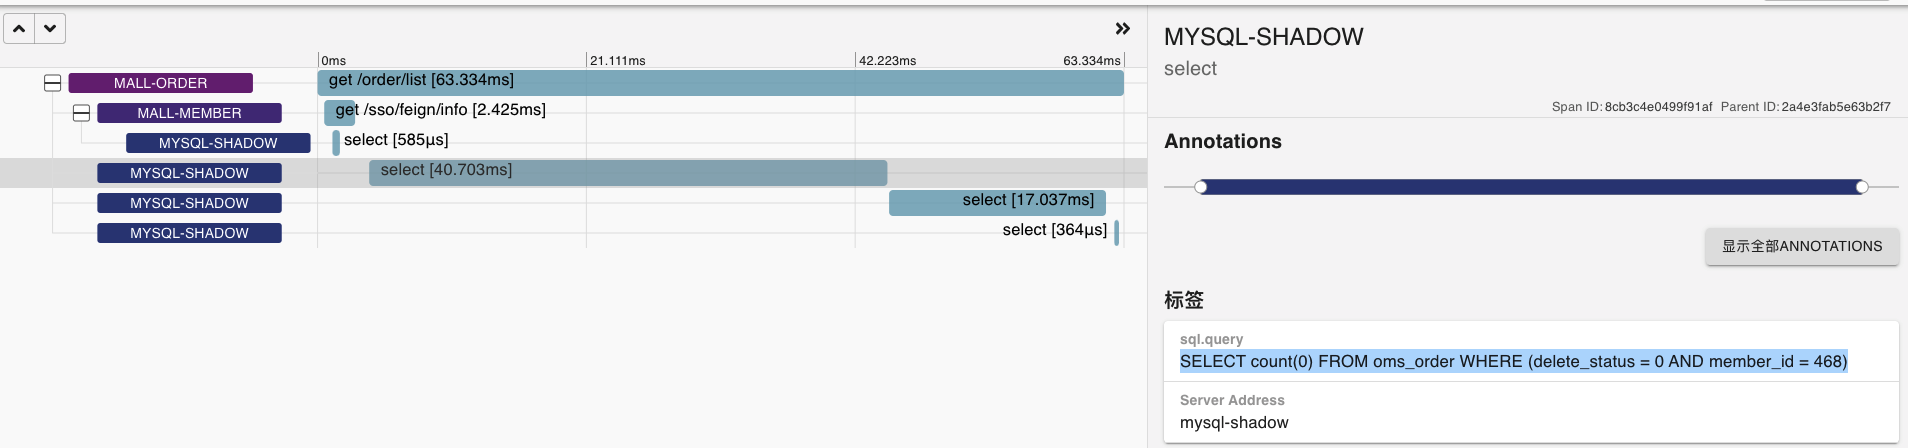 0ms
21.111ms
42.223ms
63.334ms
MALL-ORDER
get /order/list [63.334ms]
MALL-MEMBER
get /sso/feign/info [2.425ms]
MYSQL-SHADOW
select [585μs]
MYSQL-SHADOW
select [40.703ms]
MYSQL-SHADOW
select [17.037ms]
MYSQL-SHADOW
select [364μs]
MYSQL-SHADOW
select
Span ID: 8cb3c4e0499f91af Parent ID: 2a4e3fab5e63b2f7
Annotations
显示全部ANNOTATIONS
标签
sql.query
SELECT count(0) FROM oms_order WHERE (delete_status = 0 AND member_id = 468)
Server Address
mysql-shadow